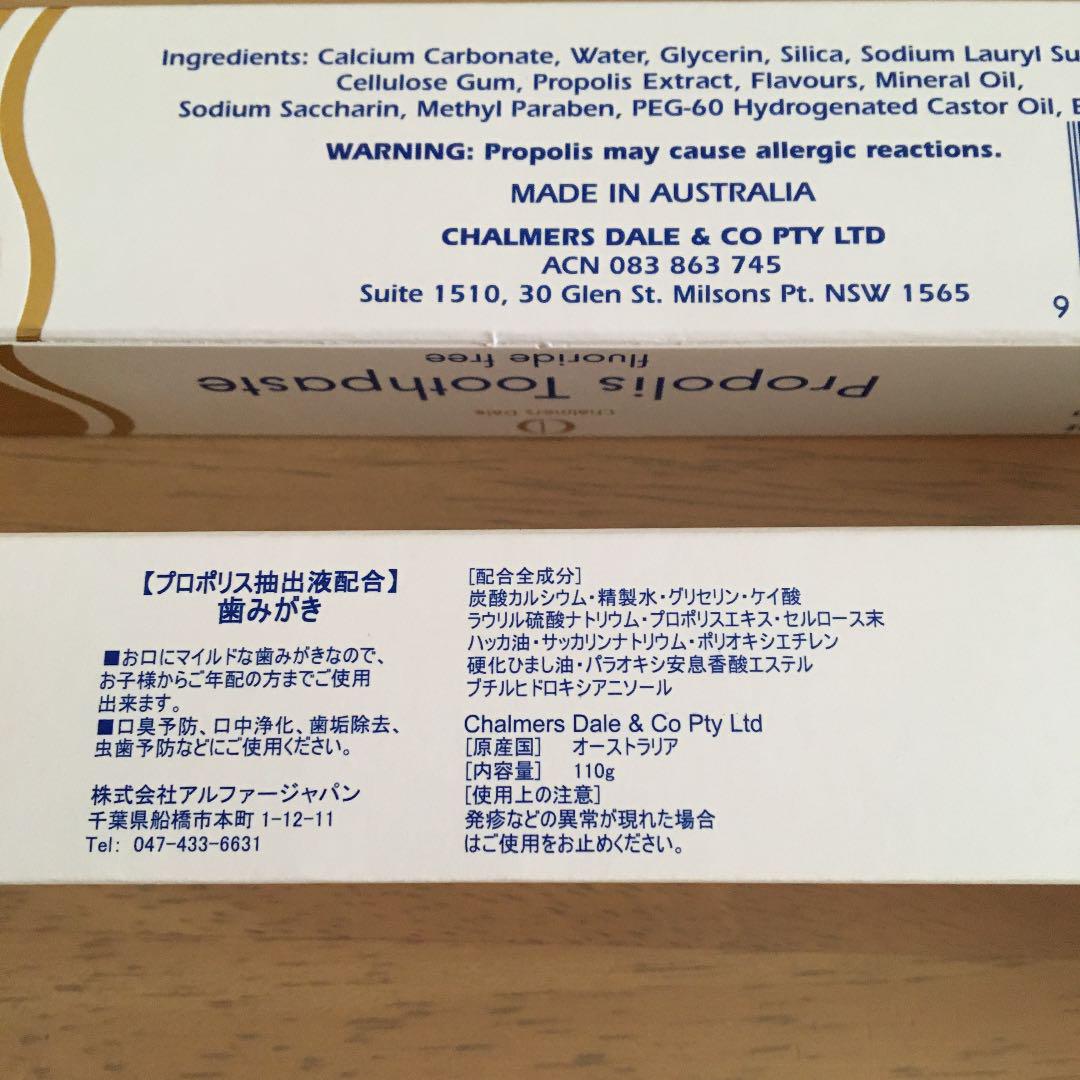 Ingredients: Calcium Carbonate, Water, Glycerin, Silica, Sodium Lauryl
Cellulose Gum, Propolis Extract, Flavours, Mineral Oil,
Sodium Saccharin, Methyl Paraben, PEG-60 Hydrogenated Castor Oil,
WARNING: Propolis may cause allergic reactions.
MADE IN AUSTRALIA
CHALMERS DALE & CO PTY LTD
ACN 083 863 745
Suite 1510, 30 Glen St. Milsons Pt. NSW 1565
9
Chalmers Dale
Propolis Toothpaste
fluoride free
【プロポリス抽出液配合】
歯みがき
■お口にマイルドな歯みがきなので、
お子様からご年配の方までご使用
出来ます。
■口臭予防、口中浄化、歯垢除去、
虫歯予防などにご使用ください。
株式会社アルファージャパン
千葉県船橋市本町 1-12-11
Tel: 047-433-6631
[配合全成分]
炭酸カルシウム・精製水・グリセリン・ケイ酸
ラウリル硫酸ナトリウム・プロポリスエキス・セルロース末
ハッカ油・サッカリンナトリウム・ポリオキシエチレン
硬化ひまし油・パラオキシ安息香酸エステル
ブチルヒドロキシアニソール
Chalmers Dale & Co Pty Ltd
[原産国] オーストラリア
[内容量] 110g
[使用上の注意]
発疹などの異常が現れた場合
はご使用をお止めください。